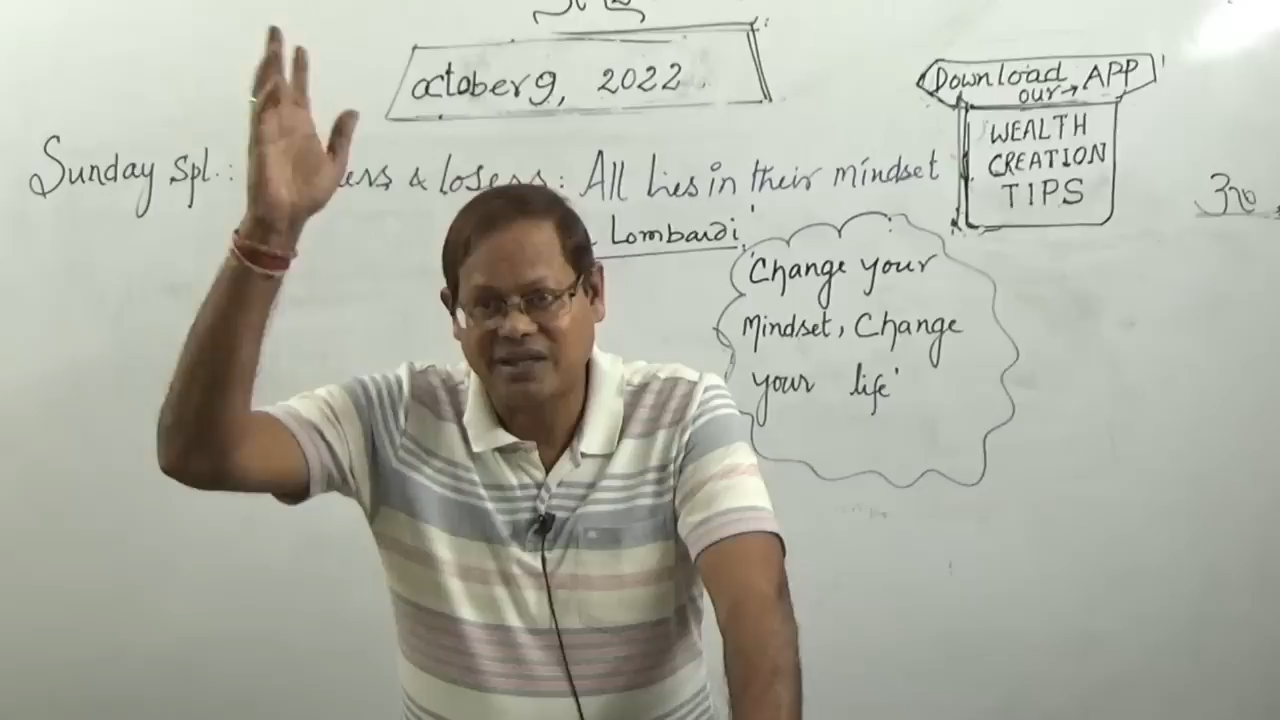 October 9, 2022
Download
our → APP
WEALTH
CREATION
TIPS
Sunday Spl.: & losers: All lies in their mindset
Lombardi'
'Change your
Mindset, Change
your life'